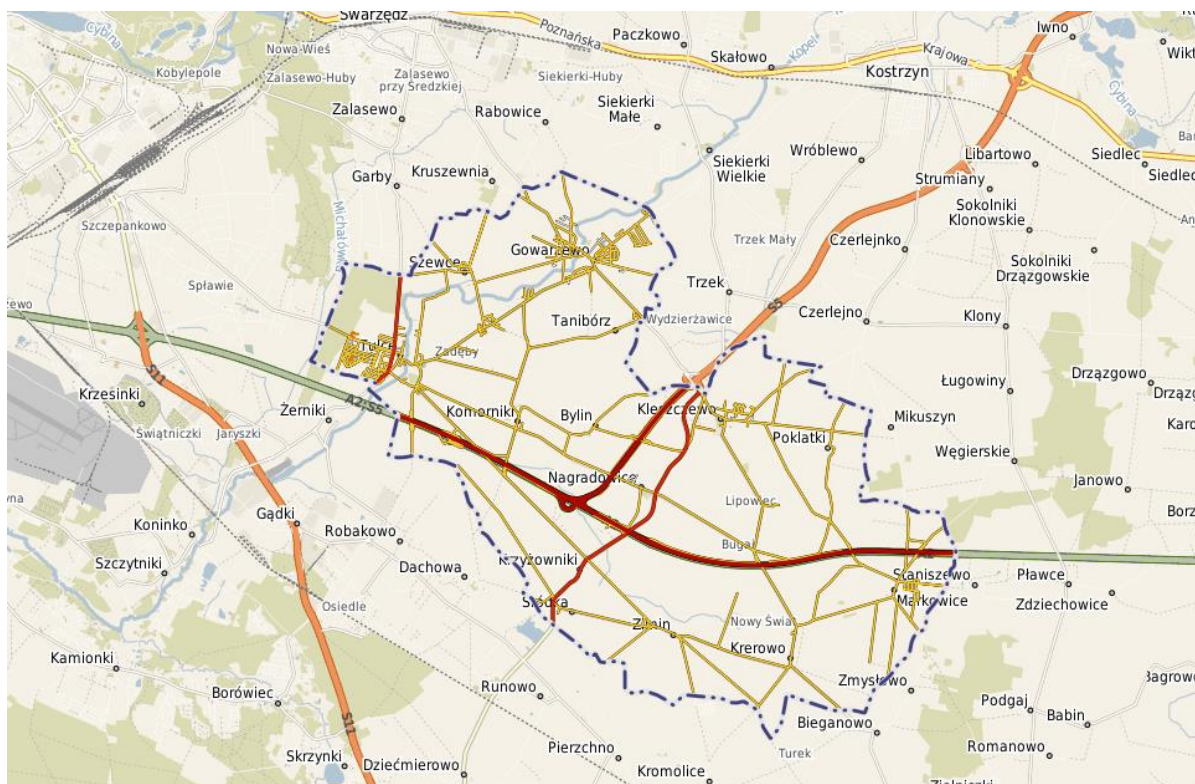 Swarzędz
Cybina
Nowa Wieś
Poznańska
Paczkowo
Iwno
Skałowo
Kopel
Krajowa
Kobylepole
Zalasewo-Huby
Zalasewo
przy Średzkiej
Siekierki-Huby
Kostrzyn
Cybina
Zalasewo
Rabowice
Siekierki
Małe
Wróblewo
Siekierki
Wielkie
Libartowo
Siedlec
Garby
Kruszewnia
Strumiany
Sokolniki
Klonowskie
Szczepankowo
Michałówka
Gowarzewo
Trzek Mały
Czerlejnko
Szewce
Sokolniki
Drzązgowskie
Spławie
Trzek
S5
Tanibórz
Wydzierżawice
Czerlejno
Klony
Tulce
Zadęby
Krzesinki
S11
A2;S5
Żerniki
Komorniki
Bylin
Kleszczewo
Ługowiny
Drzązgowo
Mikuszyn
Świątniczki
Jaryszki
Poklatki
Węgierskie
Nagradowice
Lipowiec
Janowo
Gądki
Koninko
Robakowo
Bugaj
Szczytniki
Dachowa
Krzyżowniki
Staniszewo
Pławce
Markowice
Zdziechowice
Osiedle
Śródka
Zimin
Nowy Świat
Krerowo
Kamionki
Zmysłowo
Borówiec
Runowo
Podgaj
Babin
Bieganowo
S11
Pierzchno
Turek
Romanowo
Skrzynki
Dziećmierowo
Kromolice